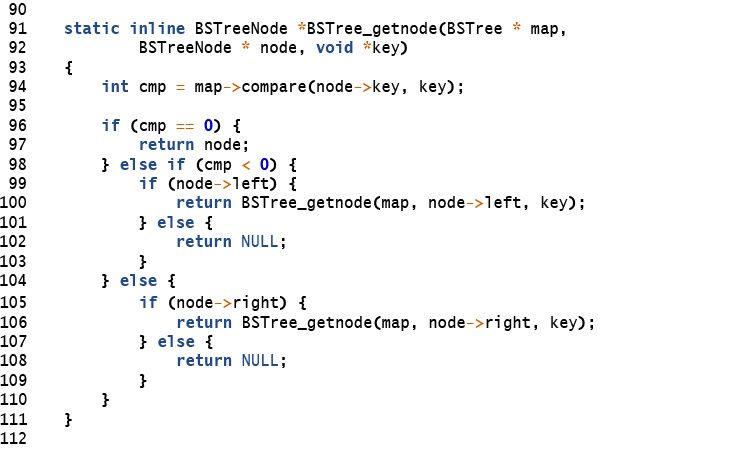 90
91    static inline BSTreeNode *BSTree_getnode(BSTree * map,
92            BSTreeNode * node, void *key)
93    {
94        int cmp = map->compare(node->key, key);
95
96        if (cmp == 0) {
97            return node;
98        } else if (cmp < 0) {
99            if (node->left) {
100                return BSTree_getnode(map, node->left, key);
101            } else {
102                return NULL;
103            }
104        } else {
105            if (node->right) {
106                return BSTree_getnode(map, node->right, key);
107            } else {
108                return NULL;
109            }
110        }
111    }
112